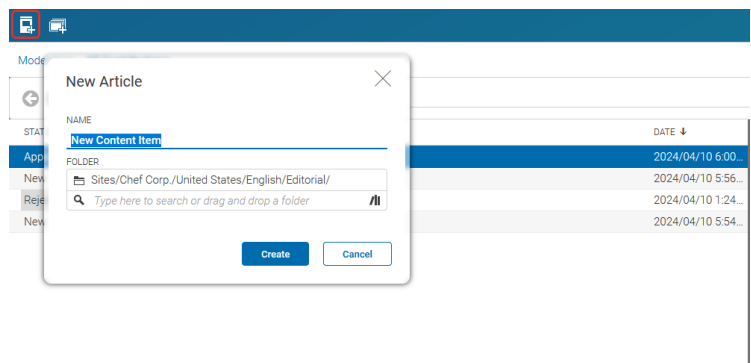 Mode
New Article
NAME
New Content Item
STAT
DATE
FOLDER
App
2024/04/10 6:00...
Sites/Chef Corp./United States/English/Editorial/
New
2024/04/10 5:56...
Type here to search or drag and drop a folder
Reje
2024/04/10 1:24...
New
2024/04/10 5:54...
Create
Cancel